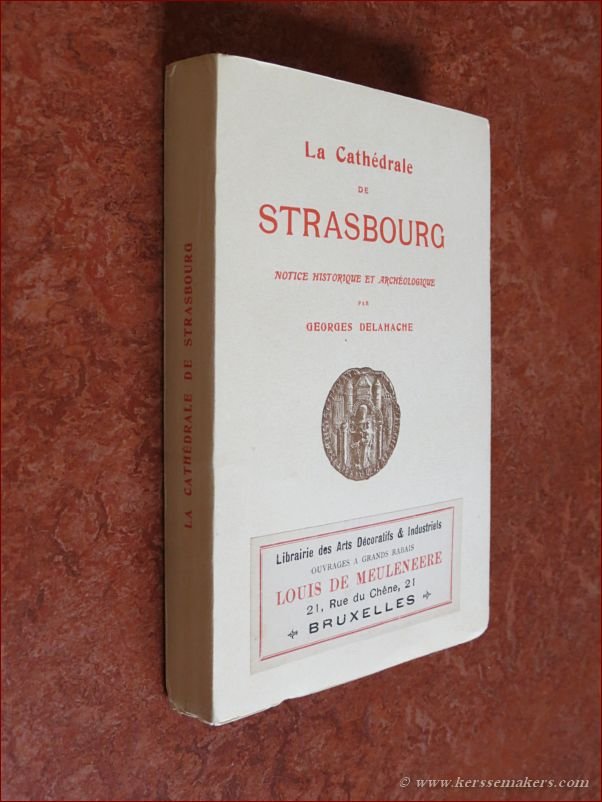 LA CATHÉDRALE DE STRASBOURG
La Cathédrale
DE
STRASBOURG
NOTICE HISTORIQUE ET ARCHÉOLOGIQUE
PAR
GEORGES DELAHACHE
Librairie des Arts Décoratifs & Industriels
OUVRAGES A GRANDS RABAIS
LOUIS DE MEULENEERE
21, Rue du Chêne, 21
BRUXELLES
© www.kerssemakers.com